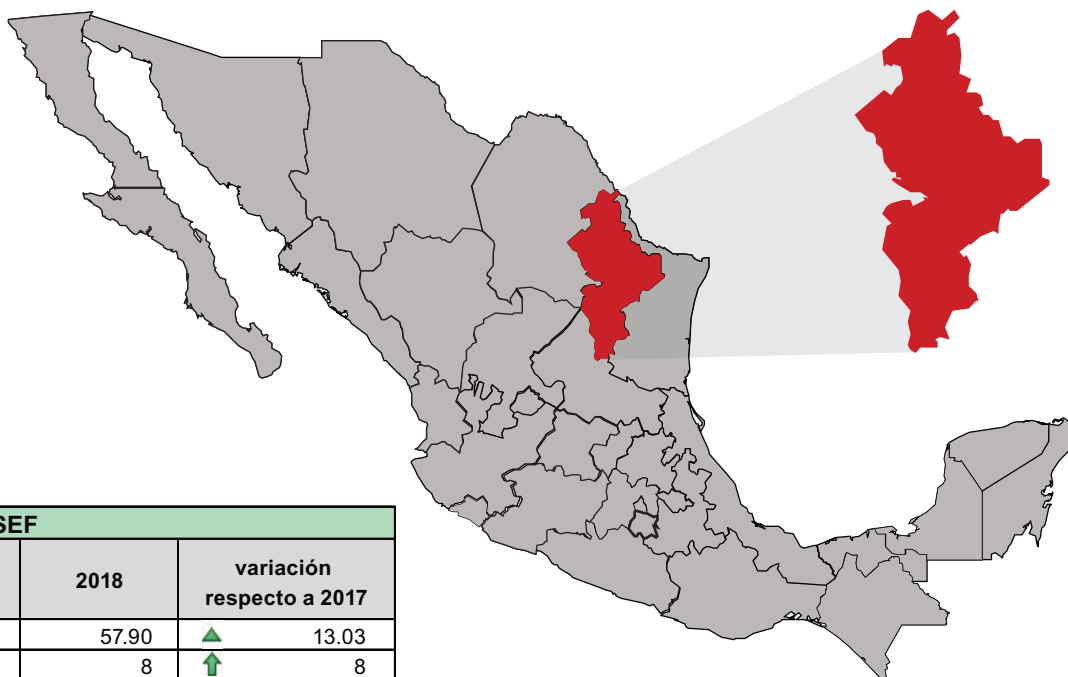 SEF
2018
variación
respecto a 2017
57.90 13.03
8 8